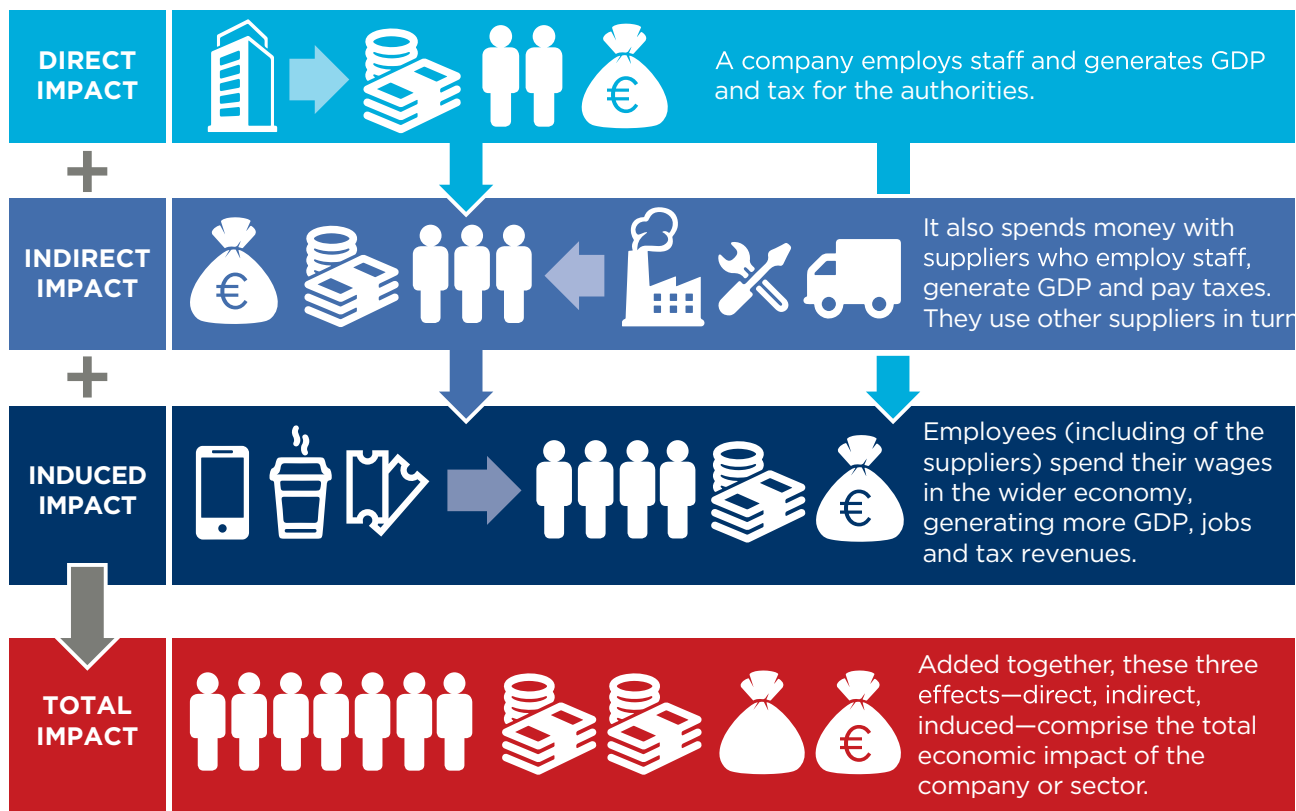 DIRECT
IMPACT
€
A company employs staff and generates GDP
and tax for the authorities.
+
INDIRECT
IMPACT
€
It also spends money with
suppliers who employ staff,
generate GDP and pay taxes.
They use other suppliers in turn
+
INDUCED
IMPACT
€
Employees (including of the
suppliers) spend their wages
in the wider economy,
generating more GDP, jobs
and tax revenues.
TOTAL
IMPACT
€
Added together, these three
effects—direct, indirect,
induced—comprise the total
economic impact of the
company or sector.